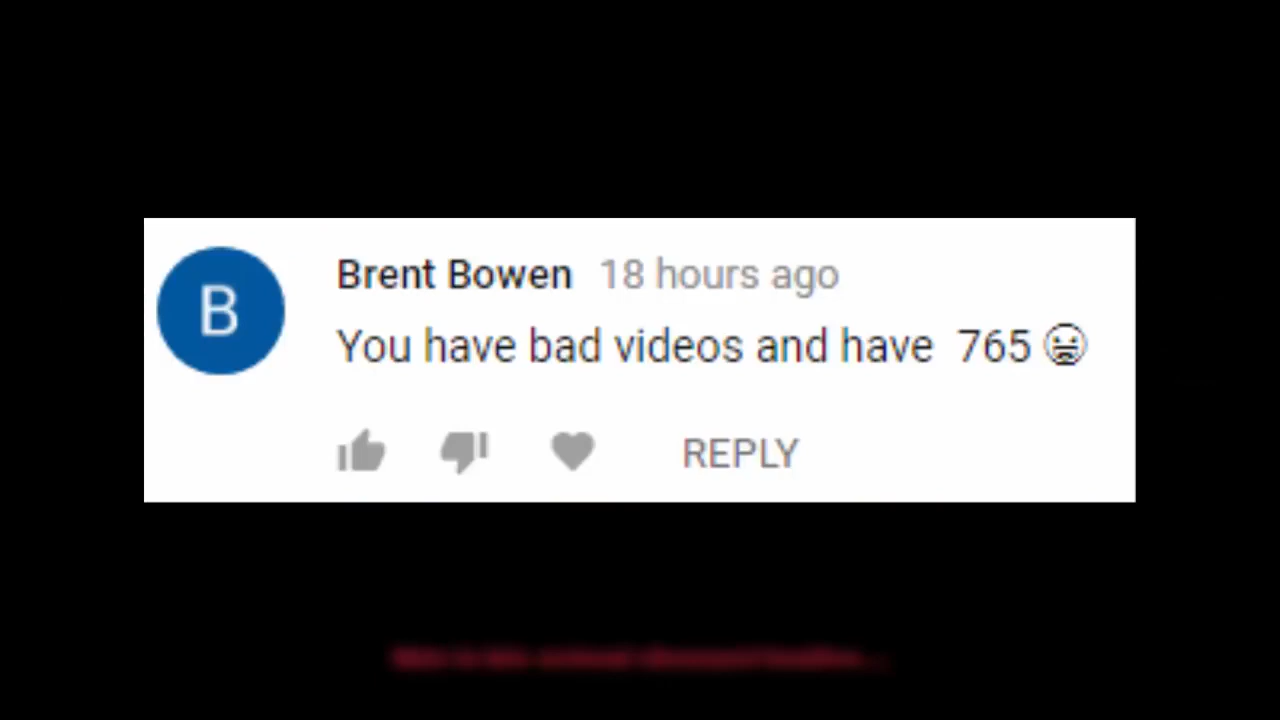 B
Brent Bowen 18 hours ago
You have bad videos and have 765 😬
REPLY